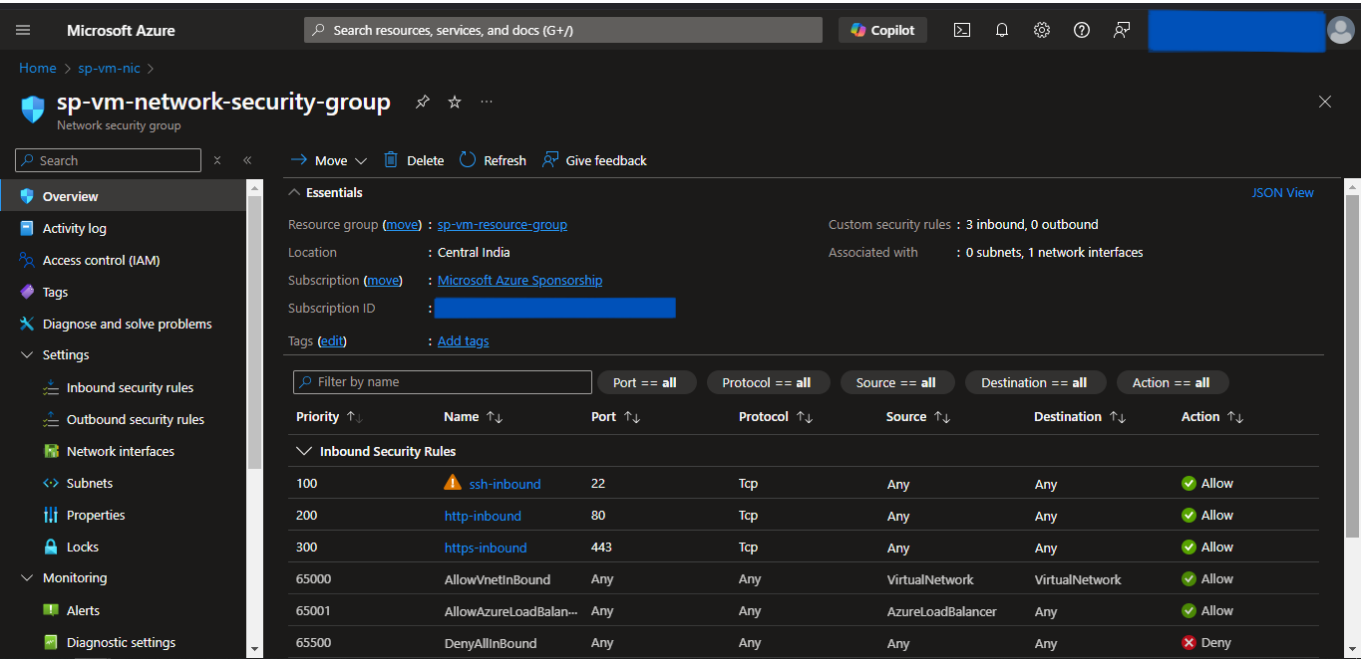 Microsoft Azure
Search resources, services, and docs (G+/)
Copilot
Home > sp-vm-nic >
sp-vm-network-security-group
Network security group
Search
Overview
Activity log
Access control (IAM)
Tags
Diagnose and solve problems
Settings
Inbound security rules
Outbound security rules
Network interfaces
Subnets
Properties
Locks
Monitoring
Alerts
Diagnostic settings
Move Delete Refresh Give feedback
Essentials JSON View
Resource group (move) : sp-vm-resource-group
Location : Central India
Subscription (move) : Microsoft Azure Sponsorship
Subscription ID :
Tags (edit) : Add tags
Custom security rules : 3 inbound, 0 outbound
Associated with : 0 subnets, 1 network interfaces
Filter by name Port == all Protocol == all Source == all Destination == all Action == all
Priority Name Port Protocol Source Destination Action
Inbound Security Rules
100 ssh-inbound 22 Tcp Any Any Allow
200 http-inbound 80 Tcp Any Any Allow
300 https-inbound 443 Tcp Any Any Allow
65000 AllowVnetInBound Any Any VirtualNetwork VirtualNetwork Allow
65001 AllowAzureLoadBalan... Any Any AzureLoadBalancer Any Allow
65500 DenyAllInBound Any Any Any Any Deny